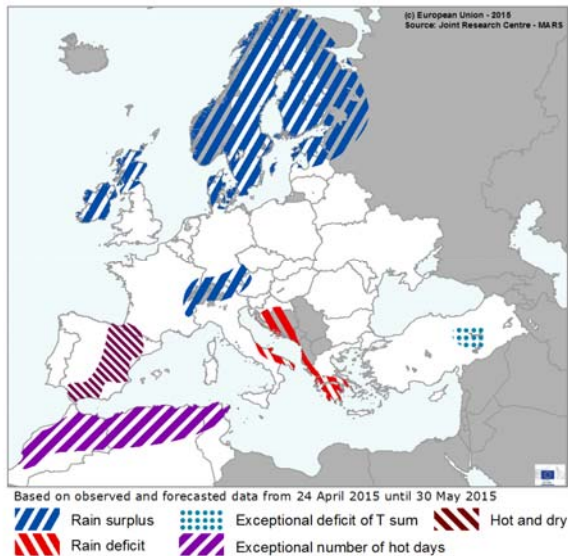 (c) European Union - 2015
Source: Joint Research Centre - MARS
Based on observed and forecasted data from 24 April 2015 until 30 May 2015
Rain surplus
Exceptional deficit of T sum
Hot and dry
Rain deficit
Exceptional number of hot days